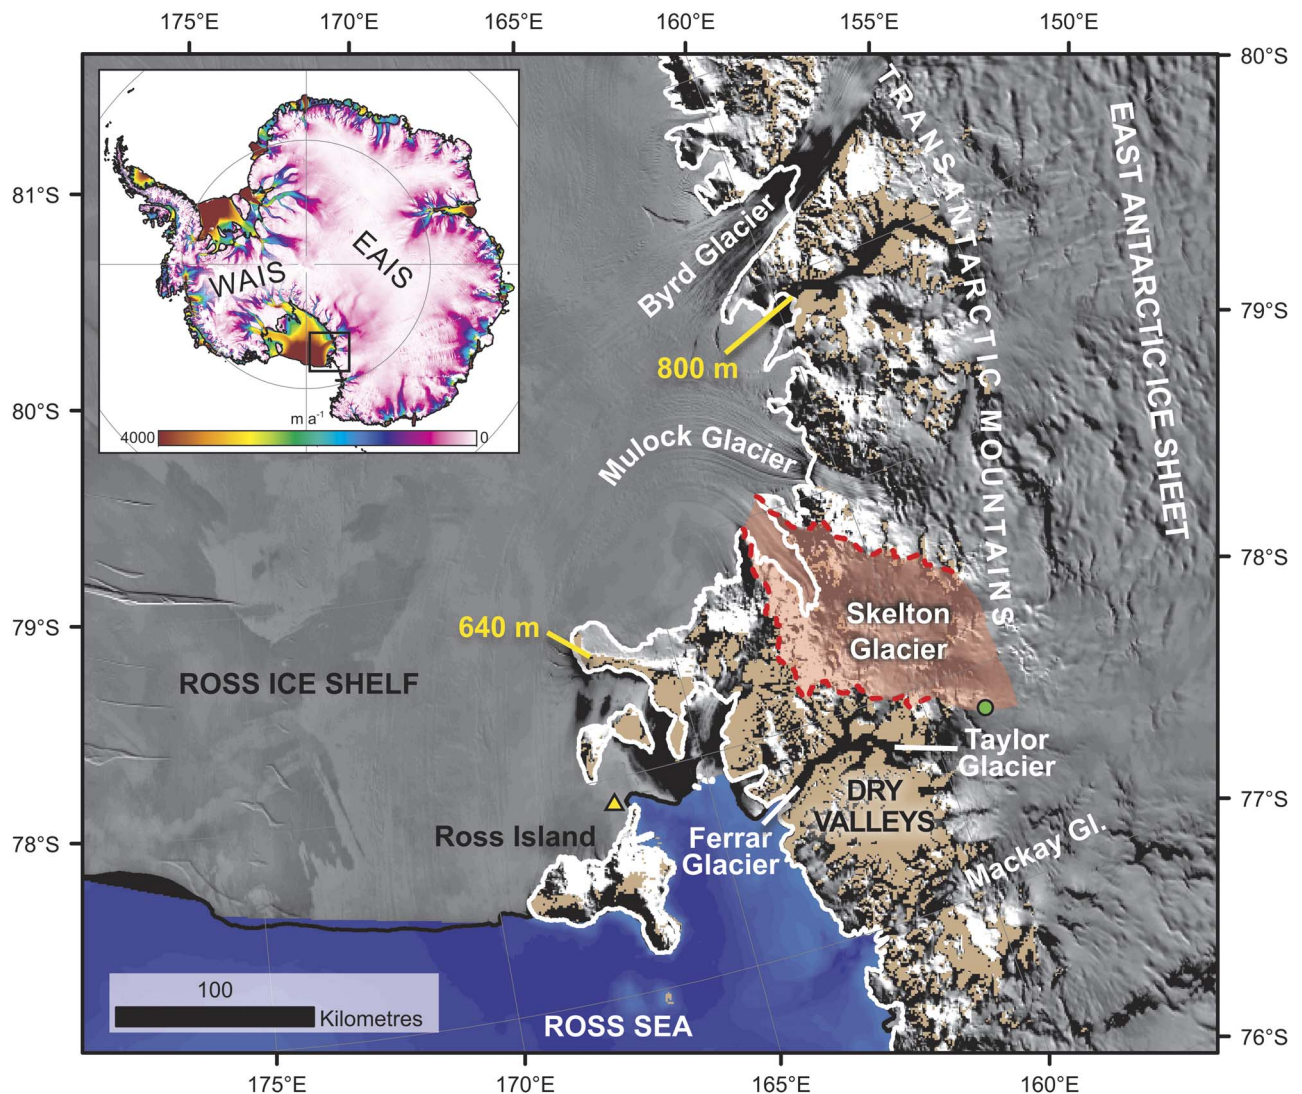 175°E
170°E
165°E
160°E
155°E
150°E
80°S
81°S
79°S
80°S
78°S
79°S
77°S
78°S
76°S
175°E
170°E
165°E
160°E
WAIS
EAIS
m a⁻¹
4000
0
TRANSANTARCTIC MOUNTAINS
EAST ANTARCTIC ICE SHEET
Byrd Glacier
800 m
Mulock Glacier
Skelton
Glacier
640 m
ROSS ICE SHELF
Taylor
Glacier
DRY
VALLEYS
Ross Island
Ferrar
Glacier
Mackay Gl.
100
Kilometres
ROSS SEA